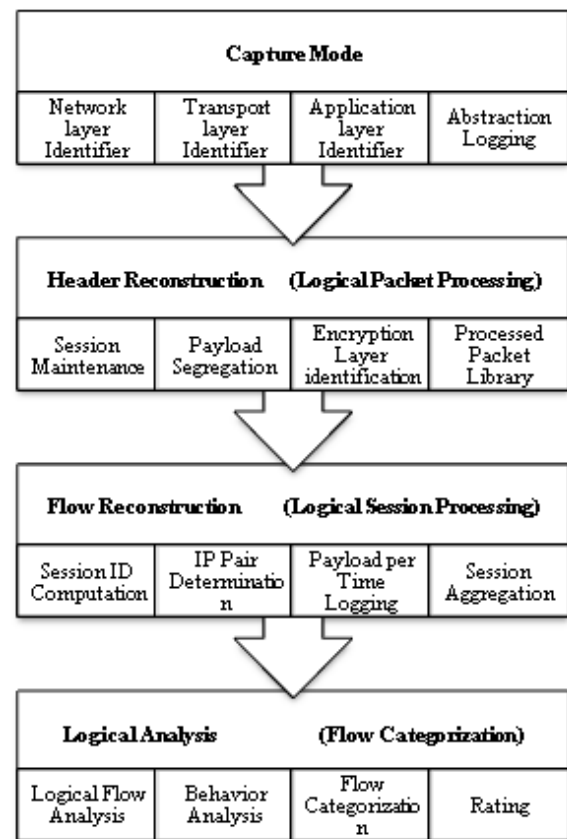 Capture Mode
Network
layer
Identifier
Transport
layer
Identifier
Application
layer
Identifier
Abstraction
Logging
Header Reconstruction (Logical Packet Processing)
Session
Maintenance
Payload
Segregation
Encryption
Layer
identification
Processed
Packet
Library
Flow Reconstruction (Logical Session Processing)
Session ID
Computation
IP Pair
Determinatio
n
Payload per
Time
Logging
Session
Aggregation
Logical Analysis (Flow Categorization)
Logical Flow
Analysis
Behavior
Analysis
Flow
Categorizatio
n
Rating